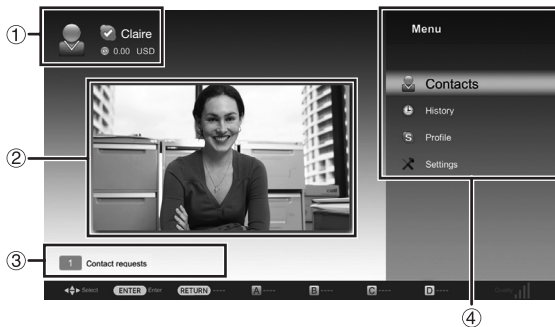 ①
Claire
0.00 USD
②
③
1 Contact requests
Menu
Contacts
History
Profile
Settings
④
Select ENTER Enter RETURN ---- A ---- B ---- C ---- D ---- Quality